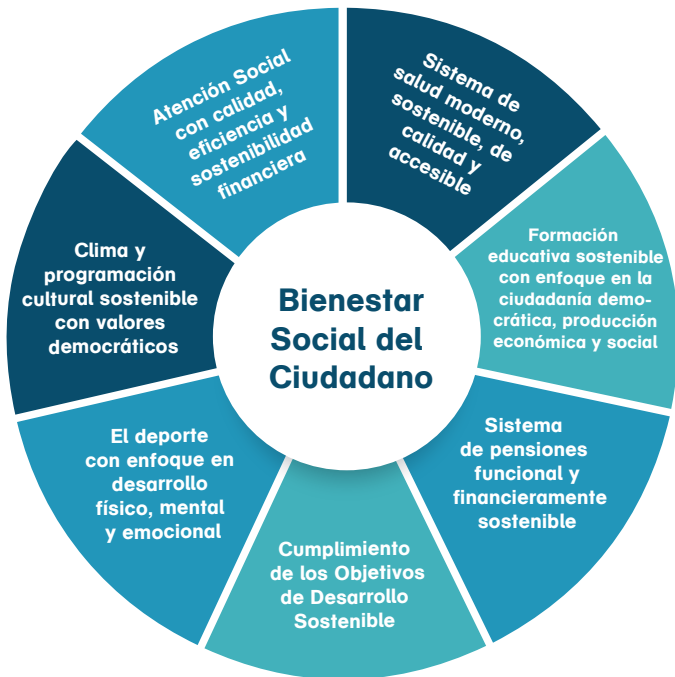 Sistema de
salud moderno,
sostenible, de
calidad y
accesible
Formación
educativa sostenible
con enfoque en la
ciudadanía demo-
crática, producción
económica y social
Sistema
de pensiones
funcional y
financieramente
sostenible
Cumplimiento
de los Objetivos
de Desarrollo
Sostenible
El deporte
con enfoque en
desarrollo
físico, mental
y emocional
Clima y
programación
cultural sostenible
con valores
democráticos
Atención Social
con calidad,
eficiencia y
sostenibilidad
financiera
Bienestar
Social del
Ciudadano